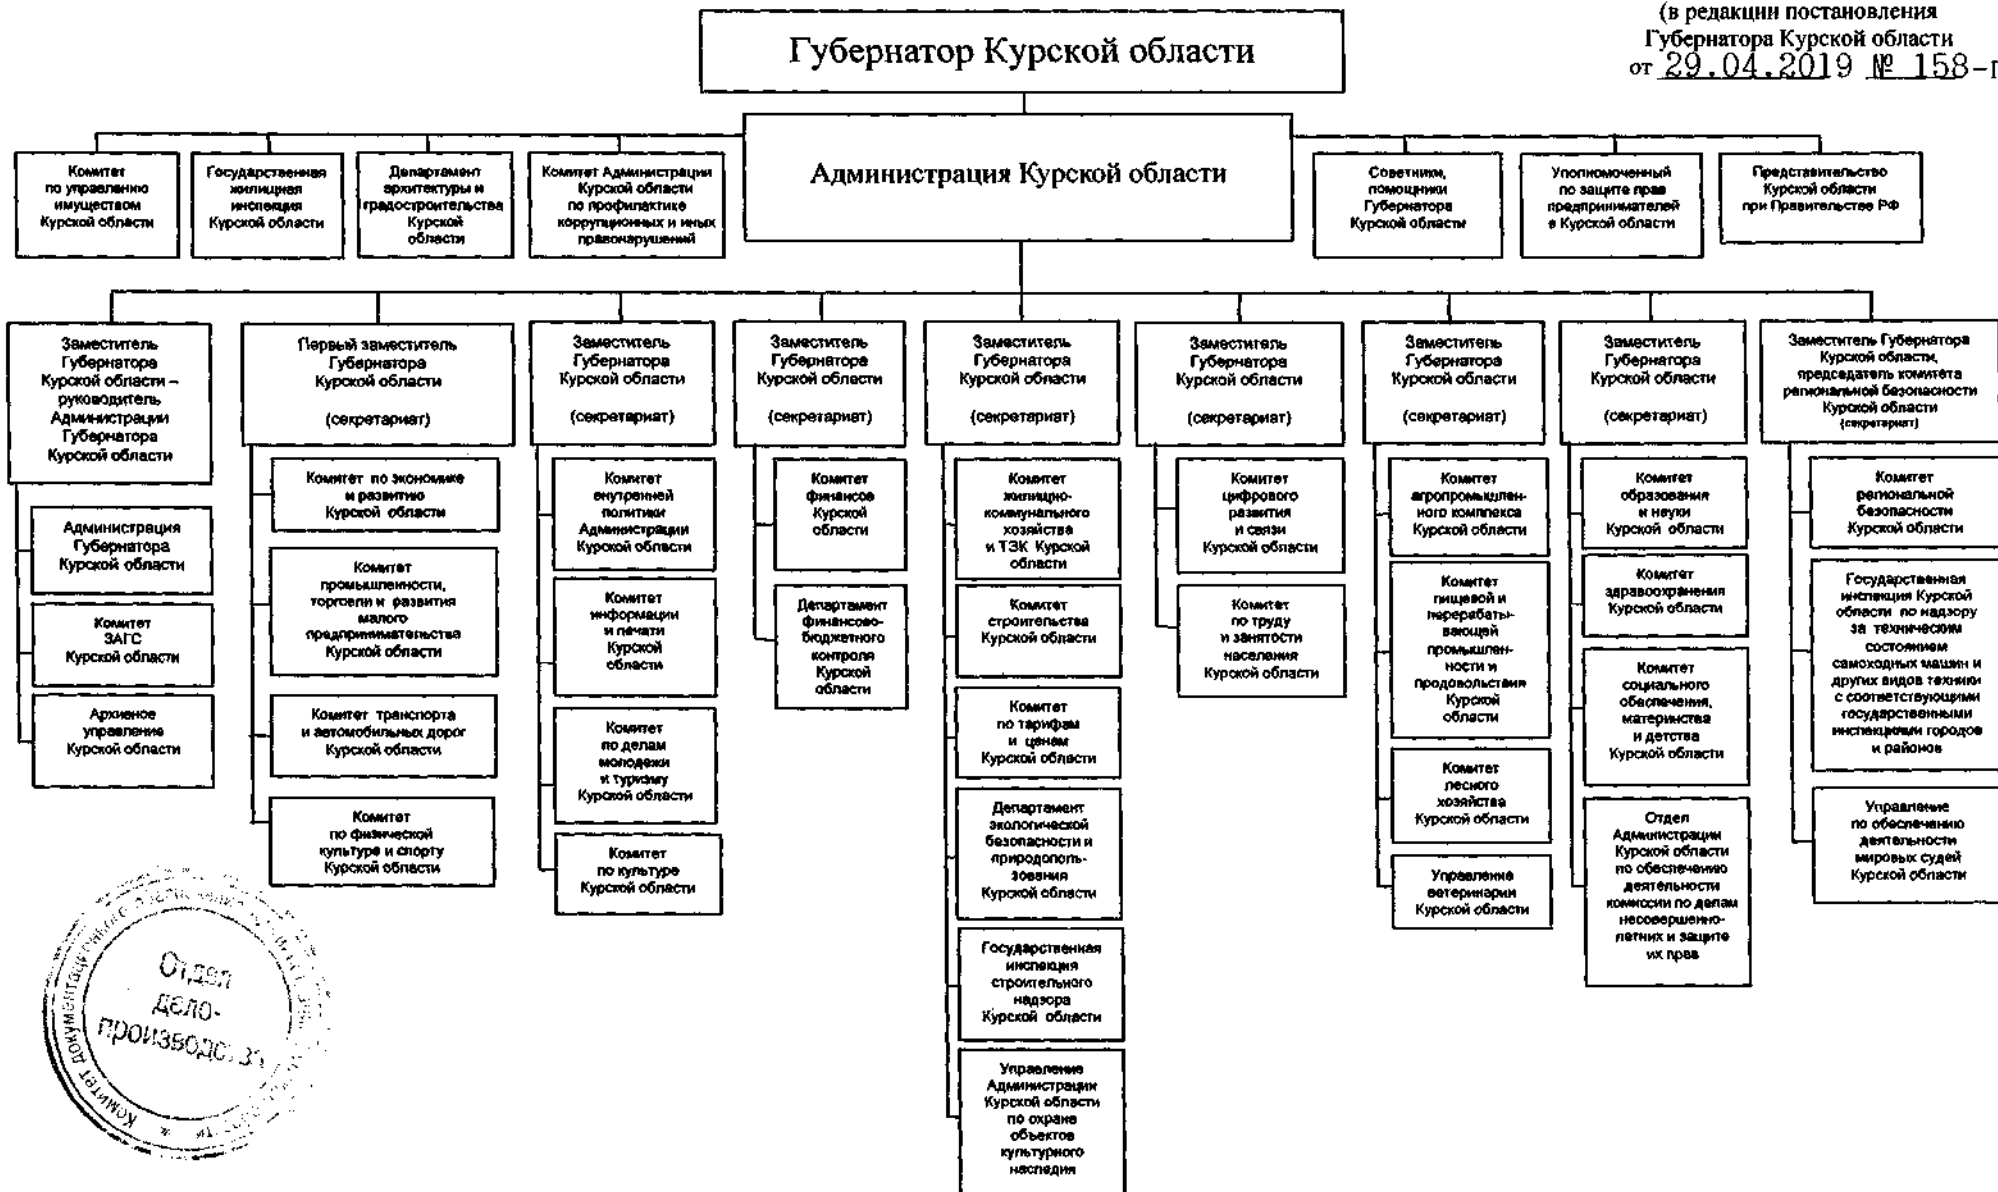 (в редакции постановления
Губернатора Курской области
от 29.04.2019 № 158-п
Губернатор Курской области
Администрация Курской области
Комитет
по управлению
имуществом
Курской области
Государственная
жилищная
инспекция
Курской области
Департамент
архитектуры и
градостроительства
Курской
области
Комитет Администрации
Курской области
по профилактике
коррупционных и иных
правонарушений
Советники,
помощники
Губернатора
Курской области
Уполномоченный
по защите прав
предпринимателей
в Курской области
Представительство
Курской области
при Правительстве РФ
Заместитель
Губернатора
Курской области –
руководитель
Администрации
Губернатора
Курской области
Администрация
Губернатора
Курской области
Комитет
ЗАГС
Курской области
Архивное
управление
Курской области
Первый заместитель
Губернатора
Курской области
(секретариат)
Комитет по экономике
и развитию
Курской области
Комитет
промышленности,
торговли и развития
малого
предпринимательства
Курской области
Комитет транспорта
и автомобильных дорог
Курской области
Комитет
по физической
культуре и спорту
Курской области
Заместитель
Губернатора
Курской области
(секретариат)
Комитет
внутренней
политики
Администрации
Курской области
Комитет
информации
и печати
Курской
области
Комитет
по делам
молодежи
и туризму
Курской области
Комитет
по культуре
Курской области
Заместитель
Губернатора
Курской области
(секретариат)
Комитет
финансов
Курской
области
Департамент
финансово-
бюджетного
контроля
Курской
области
Заместитель
Губернатора
Курской области
(секретариат)
Комитет
жилищно-
коммунального
хозяйства
и ТЭК Курской
области
Комитет
строительства
Курской области
Комитет
по тарифам
и ценам
Курской области
Департамент
экологической
безопасности и
природополь-
зования
Курской области
Государственная
инспекция
строительного
надзора
Курской области
Управление
Администрации
Курской области
по охране
объектов
культурного
наследия
Заместитель
Губернатора
Курской области
(секретариат)
Комитет
цифрового
развития
и связи
Курской области
Комитет
по труду
и занятости
населения
Курской области
Заместитель
Губернатора
Курской области
(секретариат)
Комитет
агропромышлен-
ного комплекса
Курской области
Комитет
пищевой и
перерабаты-
вающей
промышлен-
ности и
продовольствия
Курской
области
Комитет
лесного
хозяйства
Курской области
Управление
ветеринарии
Курской области
Заместитель
Губернатора
Курской области
(секретариат)
Комитет
образования
и науки
Курской области
Комитет
здравоохранения
Курской области
Комитет
социального
обеспечения,
материнства
и детства
Курской области
Отдел
Администрации
Курской области
по обеспечению
деятельности
комиссии по делам
несовершенно-
летних и защите
их прав
Заместитель Губернатора
Курской области,
председатель комитета
региональной безопасности
Курской области
(секретариат)
Комитет
региональной
безопасности
Курской области
Государственная
инспекция Курской
области по надзору
за техническим
состоянием
самоходных машин и
других видов техники
с соответствующими
государственными
инспекциями городов
и районов
Управление
по обеспечению
деятельности
мировых судей
Курской области
Отдел
дело-
производства
Комитет